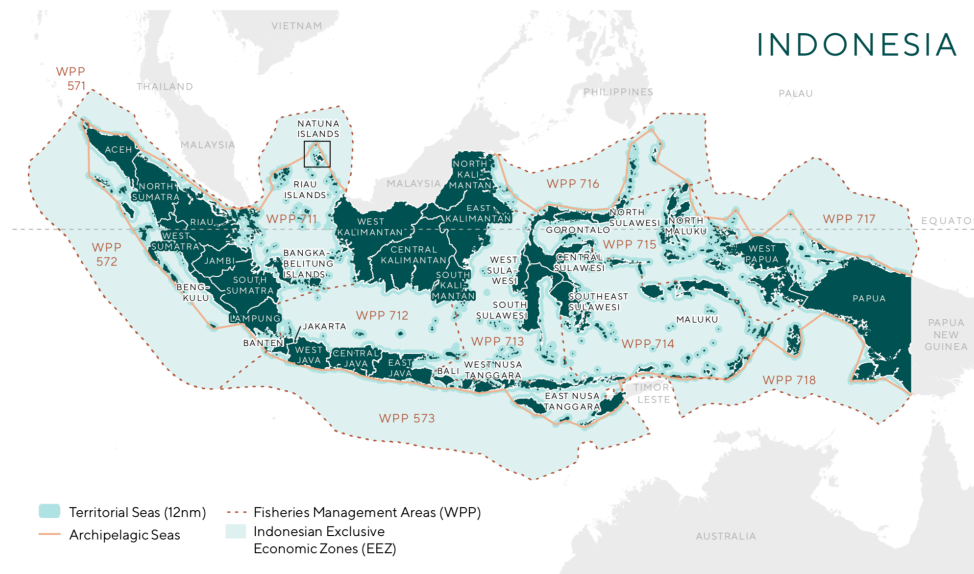 INDONESIA
VIETNAM
WPP
571
THAILAND
PHILIPPINES
PALAU
NATUNA
ISLANDS
MALAYSIA
ACEH
NORTH
SUMATRA
RIAU
ISLANDS
MALAYSIA
NORTH
KALI
MANTAN
WPP 716
RIAU
WPP 711
WEST
KALIMANTAN
EAST
KALIMANTAN
NORTH
SULAWESI
GORONTALO
NORTH
MALUKU
WPP 717
EQUATO
WPP
572
WEST
SUMATRA
WPP 715
WEST
PAPUA
JAMBI
BANGKA-
BELITUNG
ISLANDS
CENTRAL
KALIMANTAN
WEST
SULA-
WESI
CENTRAL
SULAWESI
BENG-
KULU
SOUTH
SUMATRA
SOUTH
KALI
MANTAN
SOUTH
SULAWESI
SOUTHEAST
SULAWESI
PAPUA
LAMPUNG
WPP 712
MALUKU
JAKARTA
PAPUA
NEW
GUINEA
BANTEN
WPP 713
WPP 714
WEST
JAVA
CENTRAL
JAVA
EAST
JAVA
BALI
WEST NUSA
TANGGARA
WPP 718
TIMOR
LESTE
EAST NUSA
TANGGARA
WPP 573
AUSTRALIA
Territorial Seas (12nm)
Archipelagic Seas
Fisheries Management Areas (WPP)
Indonesian Exclusive
Economic Zones (EEZ)